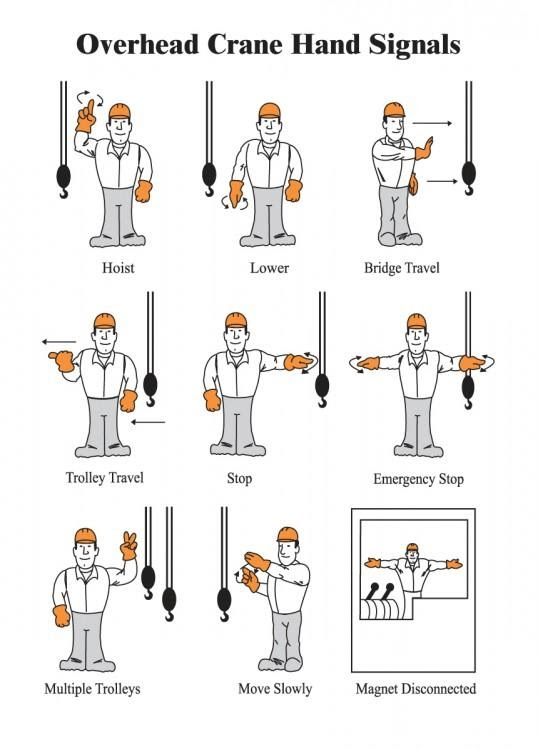 Overhead Crane Hand Signals
Hoist
Lower
Bridge Travel
Trolley Travel
Stop
Emergency Stop
Multiple Trolleys
Move Slowly
Magnet Disconnected